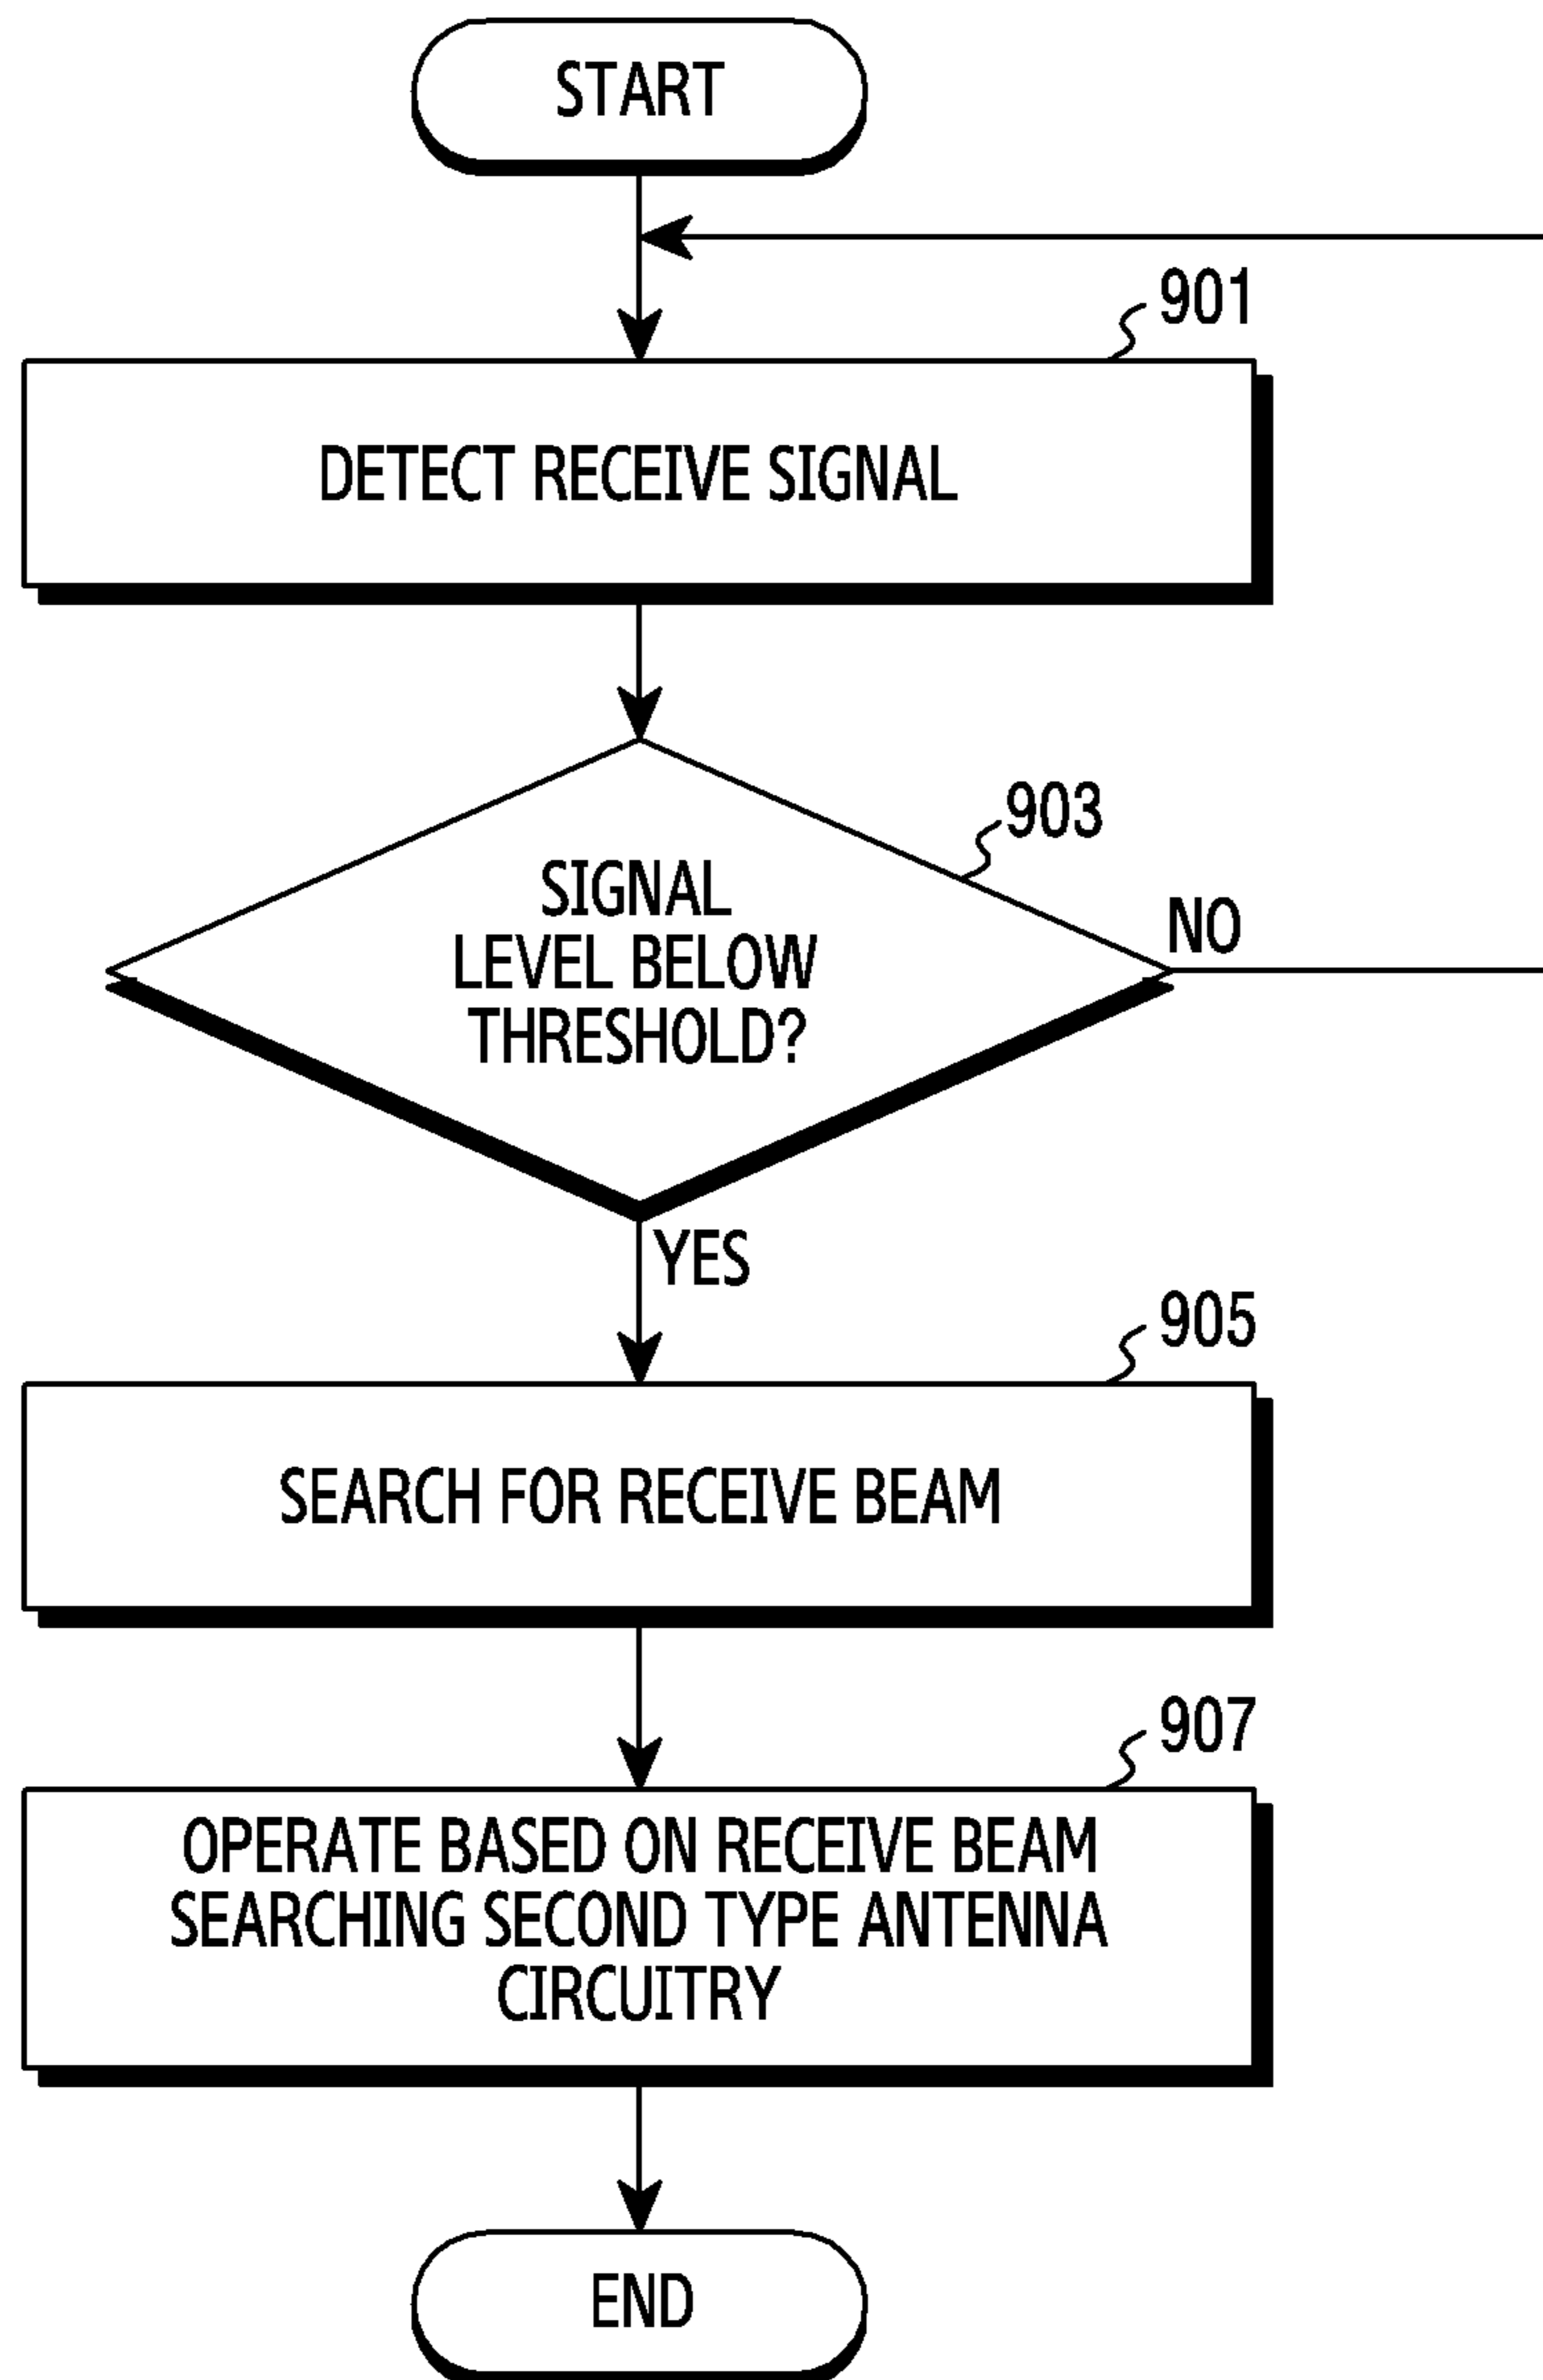 START
901
DETECT RECEIVE SIGNAL
903
SIGNAL
LEVEL BELOW
THRESHOLD?
NO
YES
905
SEARCH FOR RECEIVE BEAM
907
OPERATE BASED ON RECEIVE BEAM
SEARCHING SECOND TYPE ANTENNA
CIRCUITRY
END